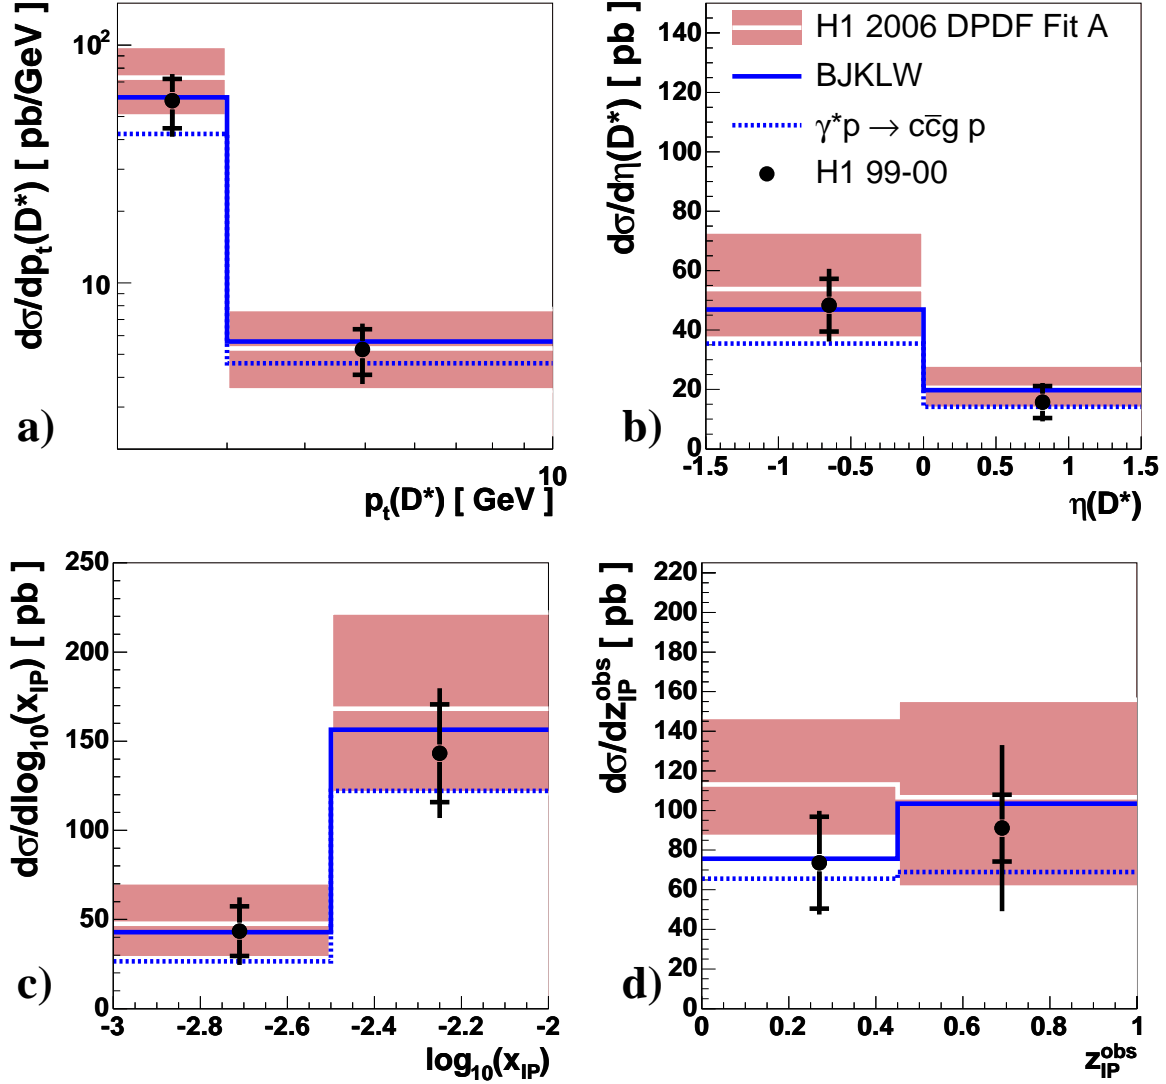 dσ/dpₜ(D*) [ pb/GeV ]
10²
10
a)
10
pₜ(D*) [ GeV ]
dσ/dη(D*) [ pb ]
140
120
100
80
60
40
20
0
H1 2006 DPDF Fit A
BJKLW
γ*p → cc̅g p
H1 99-00
b)
-1.5 -1 -0.5 0 0.5 1 1.5
η(D*)
dσ/dlog₁₀(x_IP) [ pb ]
250
200
150
100
50
0
c)
-3 -2.8 -2.6 -2.4 -2.2 -2
log₁₀(x_IP)
dσ/dz_IP^obs [ pb ]
220
200
180
160
140
120
100
80
60
40
20
0
d)
0 0.2 0.4 0.6 0.8 1
z_IP^obs